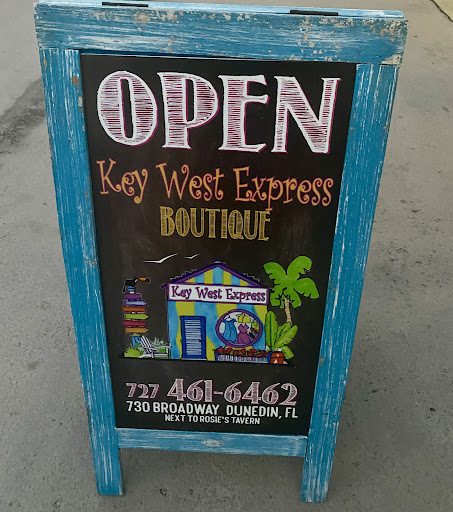 OPEN
Key West Express
BOUTIQUE
Key West Express
727 461-6462
730 BROADWAY DUNEDIN, FL
NEXT TO ROSIE'S TAVERN